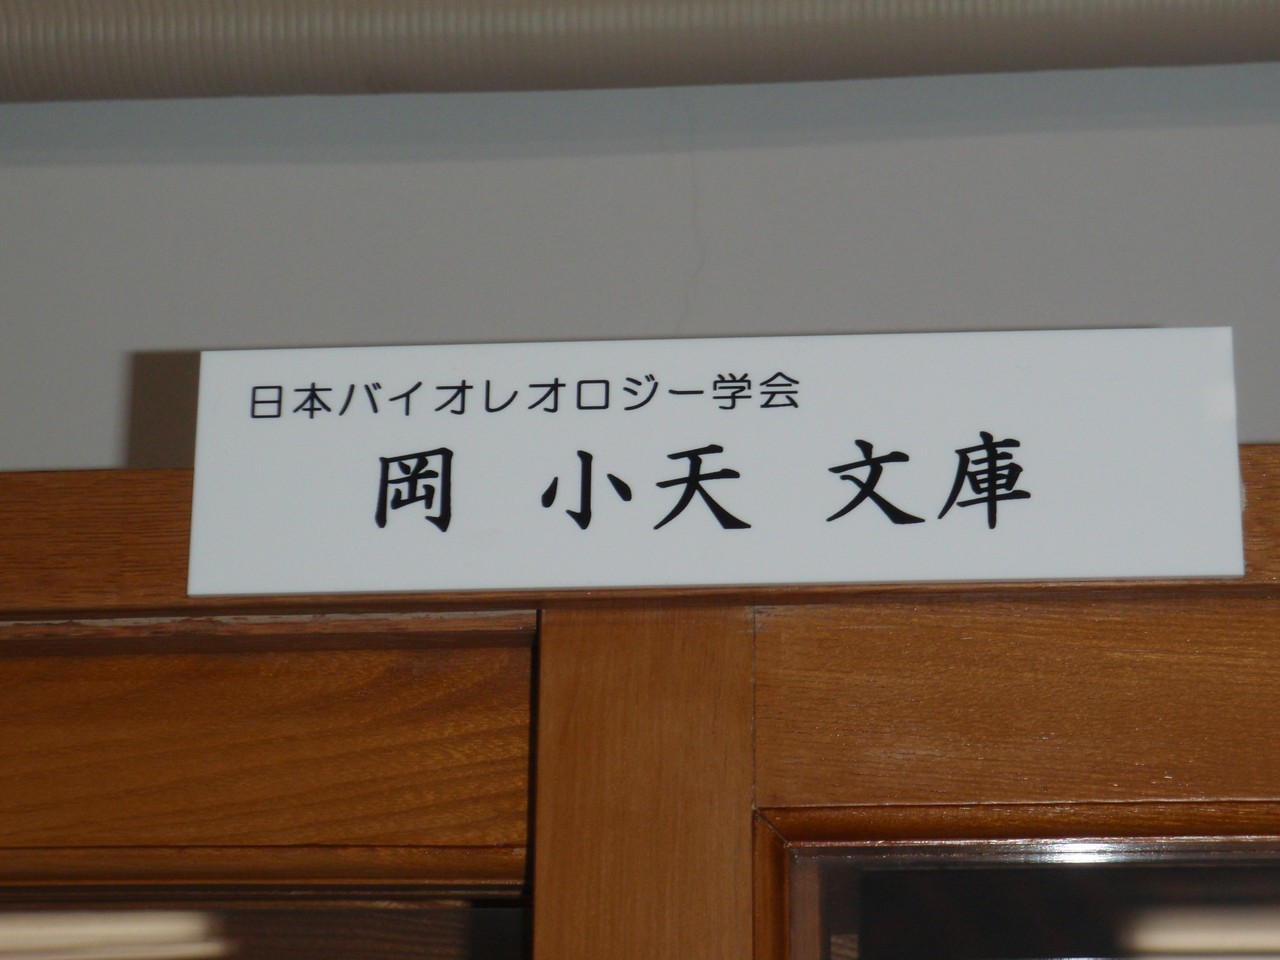 日本バイオレオロジー学会
岡 小天 文庫